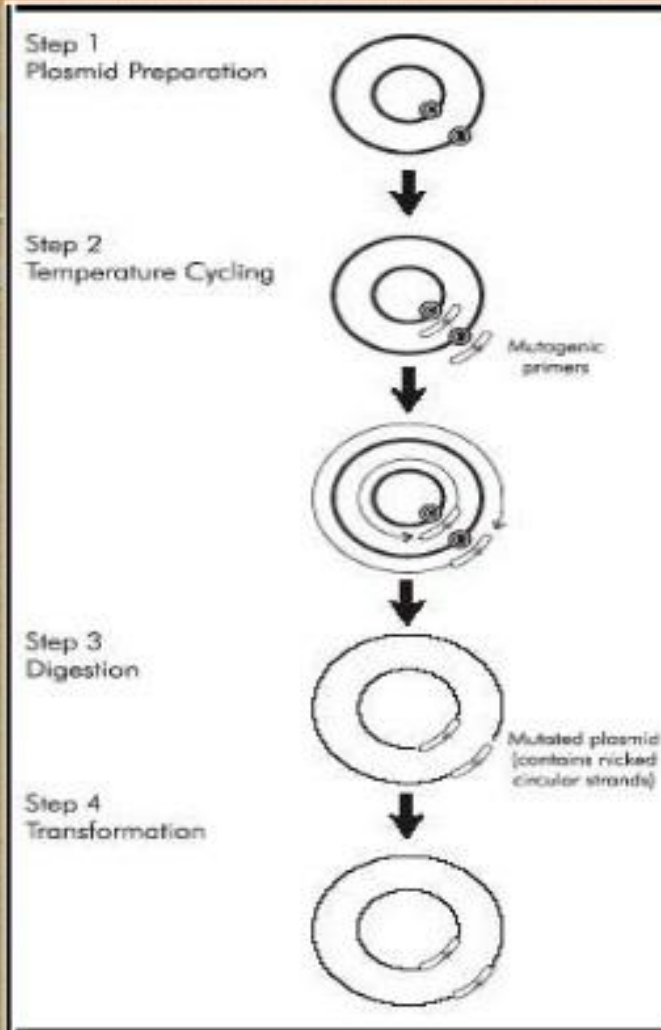 Step 1
Plasmid Preparation
Step 2
Temperature Cycling
Mutagenic
primers
Step 3
Digestion
Mutated plasmid
(contains nicked
circular strands)
Step 4
Transformation